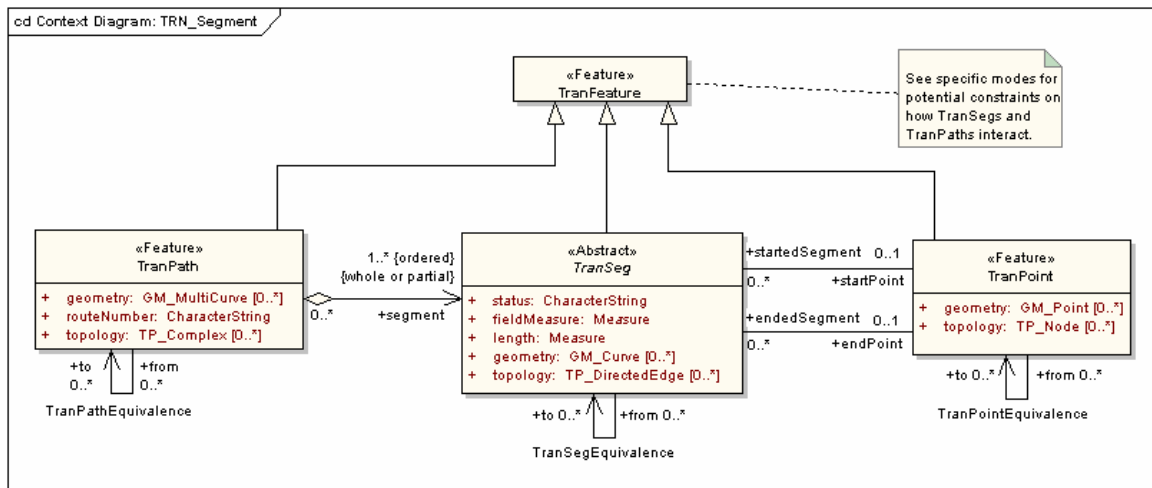 cd Context Diagram: TRN_Segment
«Feature»
TranFeature
See specific modes for
potential constraints on
how TranSegs and
TranPaths interact.
«Feature»
TranPath
+ geometry: GM_MultiCurve [0..*]
+ routeNumber: CharacterString
+ topology: TP_Complex [0..*]
+to
0..*
+from
0..*
TranPathEquivalence
1..* {ordered}
{whole or partial}
0..*
+segment
«Abstract»
TranSeg
+ status: CharacterString
+ fieldMeasure: Measure
+ length: Measure
+ geometry: GM_Curve [0..*]
+ topology: TP_DirectedEdge [0..*]
+to 0..*
+from 0..*
TranSegEquivalence
+startedSegment 0..1
0..* +startPoint
+endedSegment 0..1
0..* +endPoint
«Feature»
TranPoint
+ geometry: GM_Point [0..*]
+ topology: TP_Node [0..*]
+to 0..*
+from 0..*
TranPointEquivalence